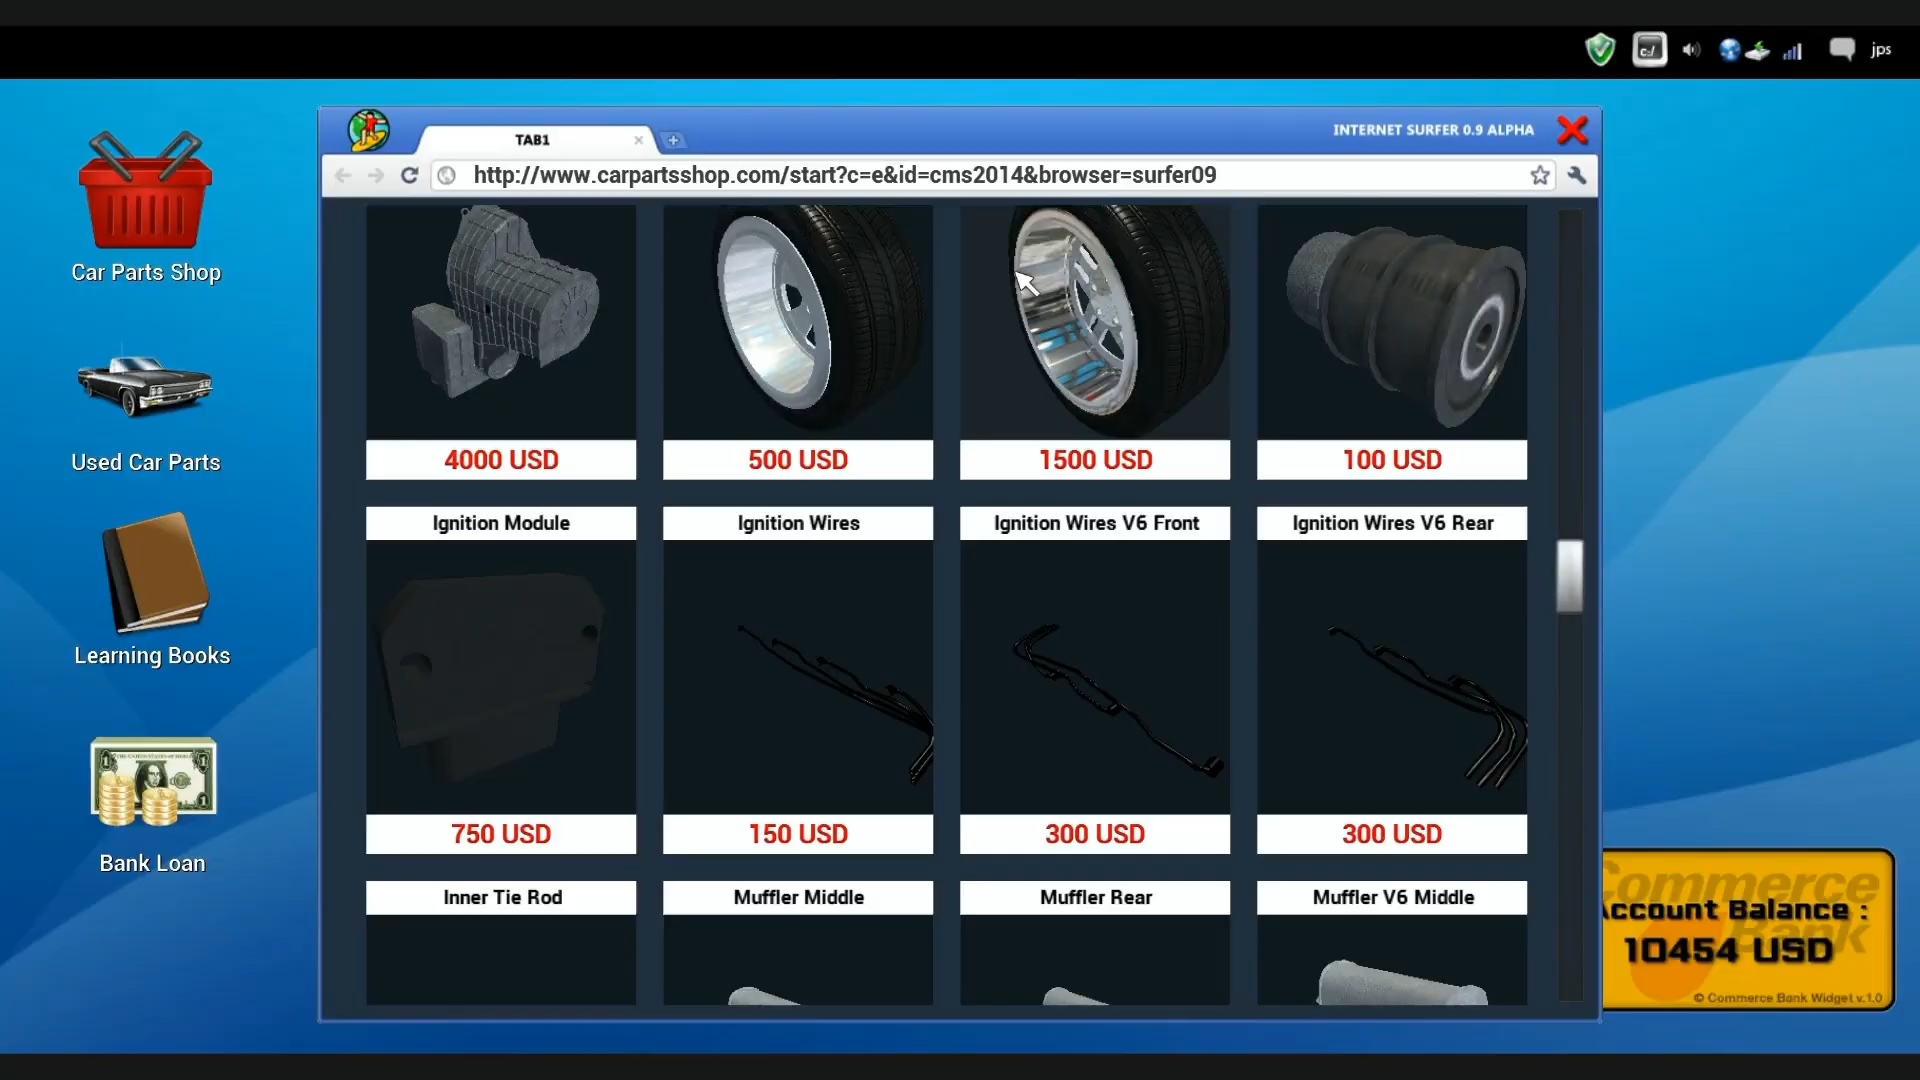 jps
TAB1
INTERNET SURFER 0.9 ALPHA
http://www.carpartsshop.com/start?c=e&id=cms2014&browser=surfer09
Car Parts Shop
Used Car Parts
Learning Books
Bank Loan
4000 USD
500 USD
1500 USD
100 USD
Ignition Module
Ignition Wires
Ignition Wires V6 Front
Ignition Wires V6 Rear
750 USD
150 USD
300 USD
300 USD
Inner Tie Rod
Muffler Middle
Muffler Rear
Muffler V6 Middle
Commerce
Bank
Account Balance :
10454 USD
© Commerce Bank Widget v.1.0
c:/